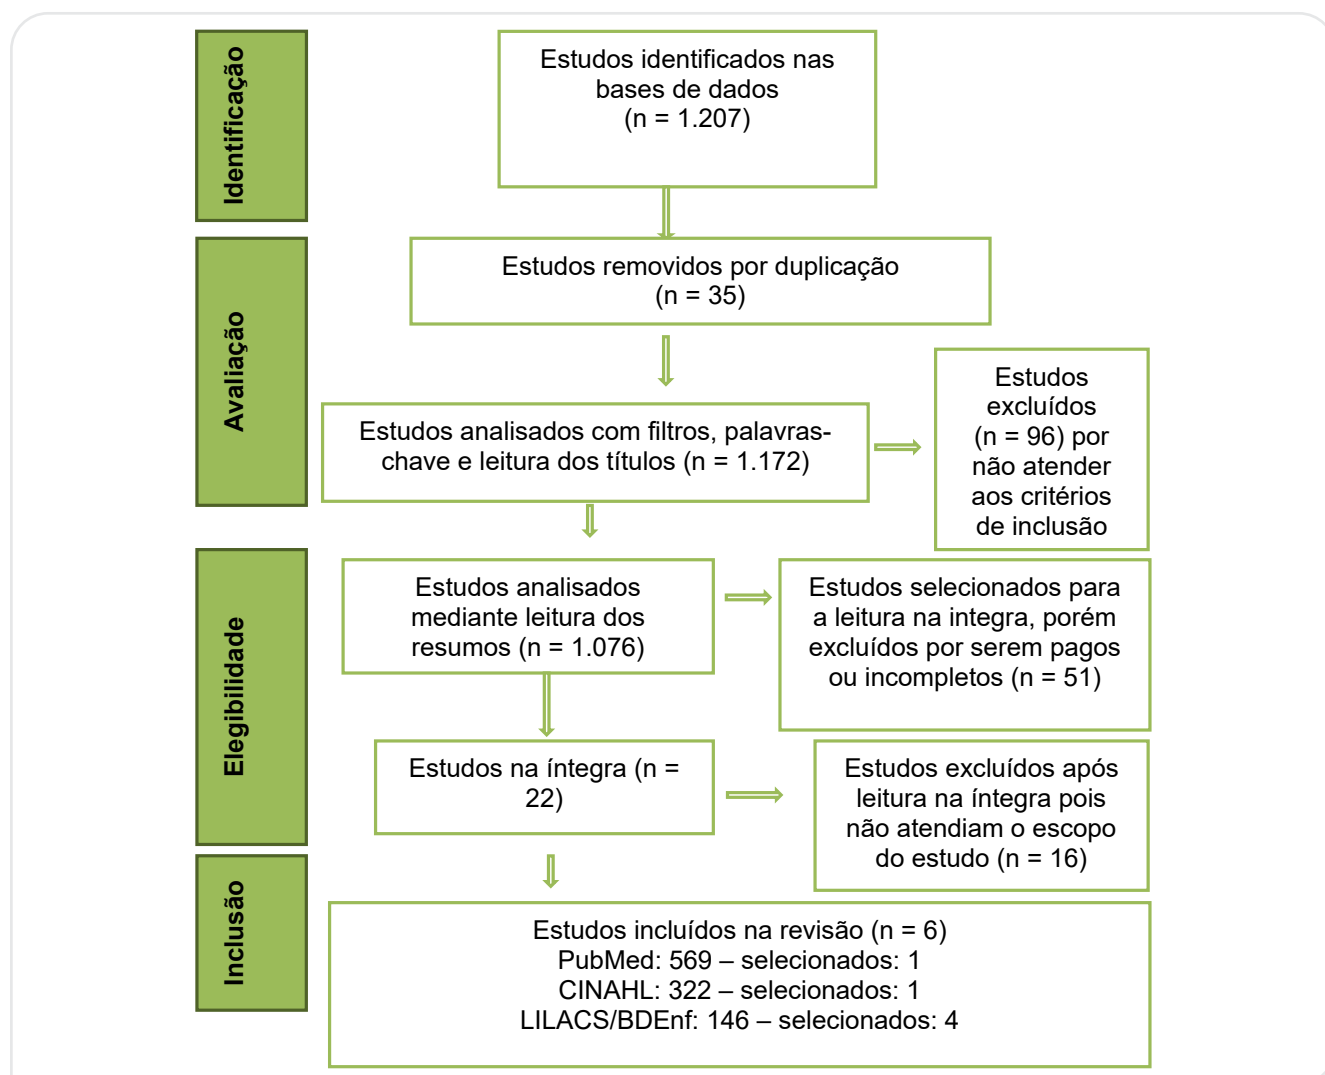 Identificação
Estudos identificados nas
bases de dados
(n = 1.207)
Avaliação
Estudos removidos por duplicação
(n = 35)
Estudos analisados com filtros, palavras-
chave e leitura dos títulos (n = 1.172)
Estudos
excluídos
(n = 96) por
não atender
aos critérios
de inclusão
Elegibilidade
Estudos analisados
mediante leitura dos
resumos (n = 1.076)
Estudos selecionados para
a leitura na integra, porém
excluídos por serem pagos
ou incompletos (n = 51)
Estudos na íntegra (n =
22)
Estudos excluídos após
leitura na íntegra pois
não atendiam o escopo
do estudo (n = 16)
Inclusão
Estudos incluídos na revisão (n = 6)
PubMed: 569 – selecionados: 1
CINAHL: 322 – selecionados: 1
LILACS/BDEnf: 146 – selecionados: 4